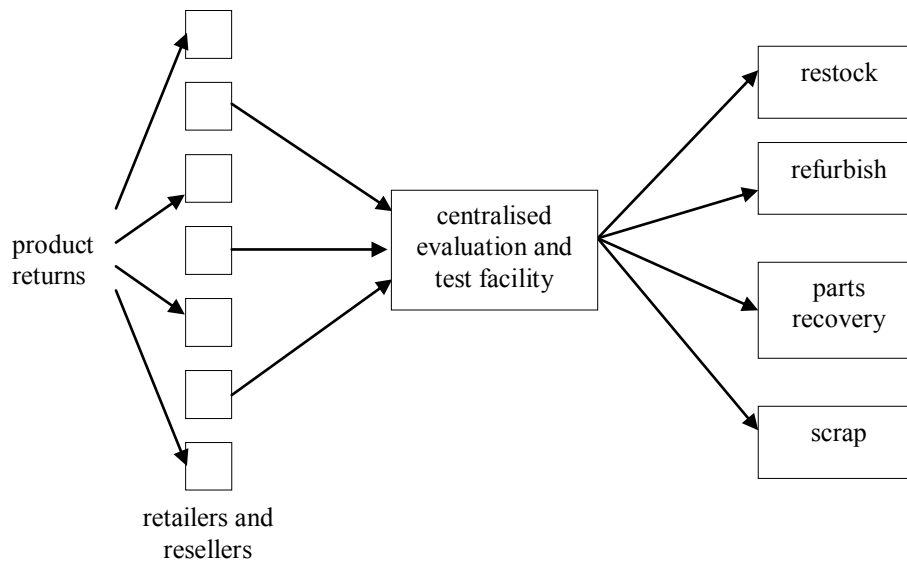 product
returns
retailers and
resellers
centralised
evaluation and
test facility
restock
refurbish
parts
recovery
scrap